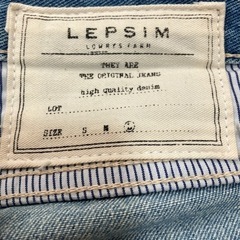 LEPSIM
LOWRYS FARM
THEY ARE
THE ORIGINAL JEANS
high quality denim
LOT
SIZE S M